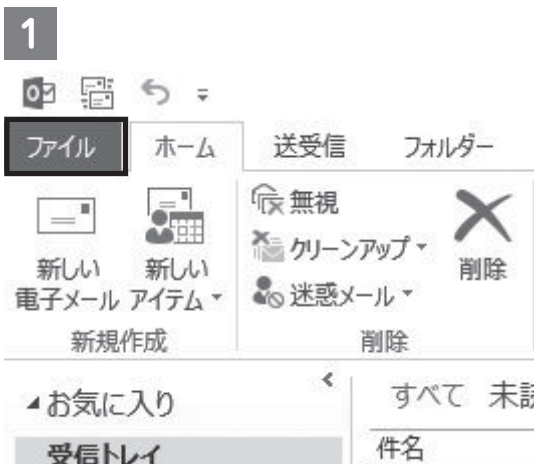 1
ファイル ホーム 送受信 フォルダー
無視
クリーンアップ
迷惑メール
新しい
電子メール
新しい
アイテム
削除
新規作成 削除
お気に入り
すべて 未読
受信トレイ
件名